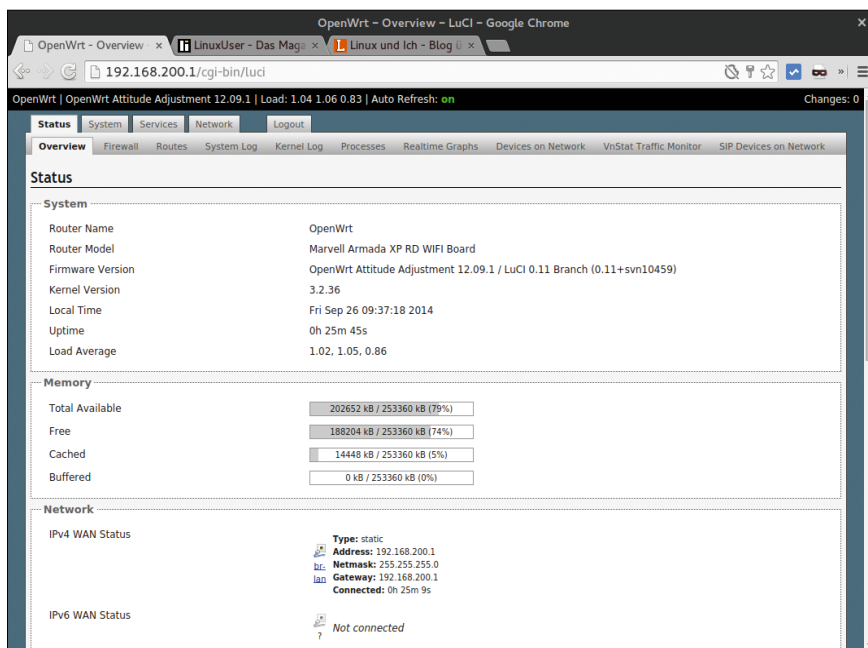 OpenWrt – Overview – LuCI – Google Chrome
OpenWrt - Overview
LinuxUser - Das Maga
Linux und Ich - Blog ü
192.168.200.1/cgi-bin/luci
OpenWrt | OpenWrt Attitude Adjustment 12.09.1 | Load: 1.04 1.06 0.83 | Auto Refresh: on Changes: 0
Status System Services Network Logout
Overview Firewall Routes System Log Kernel Log Processes Realtime Graphs Devices on Network VnStat Traffic Monitor SIP Devices on Network
Status
System
Router Name OpenWrt
Router Model Marvell Armada XP RD WIFI Board
Firmware Version OpenWrt Attitude Adjustment 12.09.1 / LuCI 0.11 Branch (0.11+svn10459)
Kernel Version 3.2.36
Local Time Fri Sep 26 09:37:18 2014
Uptime 0h 25m 45s
Load Average 1.02, 1.05, 0.86
Memory
Total Available 202652 kB / 253360 kB (79%)
Free 188204 kB / 253360 kB (74%)
Cached 14448 kB / 253360 kB (5%)
Buffered 0 kB / 253360 kB (0%)
Network
IPv4 WAN Status
br-lan
Type: static
Address: 192.168.200.1
Netmask: 255.255.255.0
Gateway: 192.168.200.1
Connected: 0h 25m 9s
IPv6 WAN Status
? Not connected